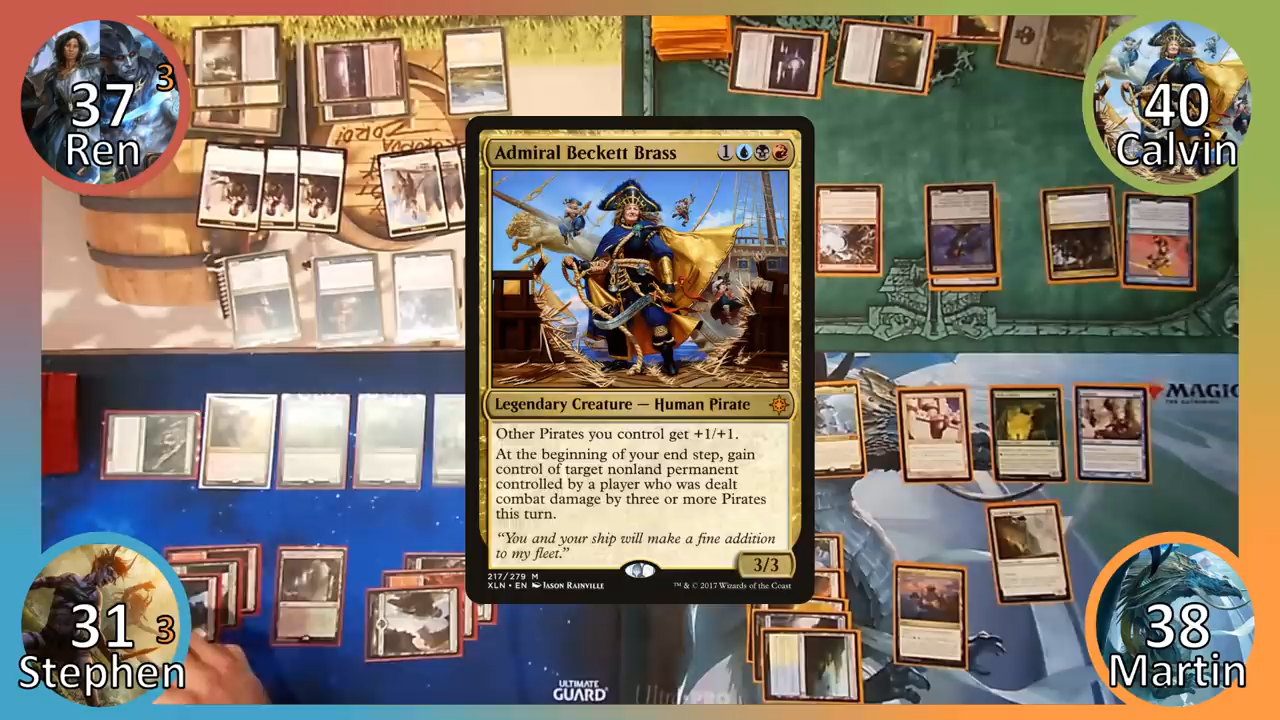 37
3
Ren
40
Calvin
Admiral Beckett Brass
1
Legendary Creature — Human Pirate
Other Pirates you control get +1/+1.
At the beginning of your end step, gain
control of target nonland permanent
controlled by a player who was dealt
combat damage by three or more Pirates
this turn.
“You and your ship will make a fine addition
to my fleet.”
3/3
217/279 M
XLN • EN Jason Rainville
™ & © 2017 Wizards of the Coast
MAGIC
THE GATHERING
31
3
Stephen
ULTIMATE
GUARD
38
Martin